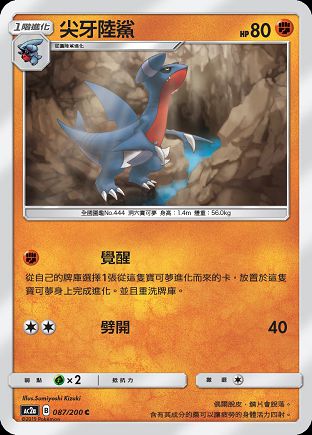 1階進化
尖牙陸鯊
HP 80
從圓陸鯊進化
全國圖鑑No.444 洞穴寶可夢 身高：1.4m 體重：56.0kg
覺醒
從自己的牌庫選擇1張從這隻寶可夢進化而來的卡，放置於這隻
寶可夢身上完成進化。並且重洗牌庫。
劈開 40
弱點 ×2 抵抗力 撤退
Illus.Sumiyoshi Kizuki
AC2a B 087/200 C
©2019 Pokémon
偶爾脫皮，鱗片會脫落。
含有其成分的藥可以讓疲勞的身體活力四射。